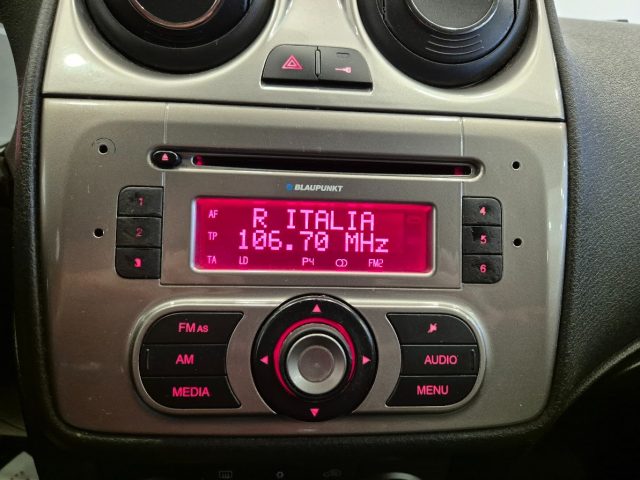 BLAUPUNKT
1
2
3
AF
TP
TA
R ITALIA
106.70 MHz
LD P4 FM2
4
5
6
FM AS
AM
MEDIA
AUDIO
MENU